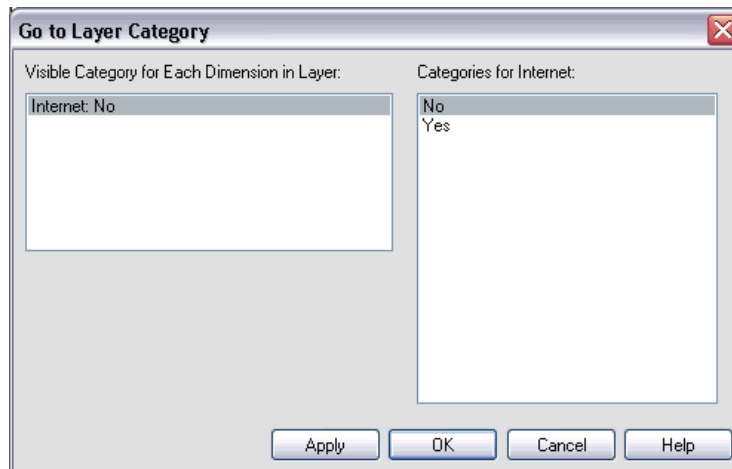 Go to Layer Category
Visible Category for Each Dimension in Layer:
Internet: No
Categories for Internet:
No
Yes
Apply
OK
Cancel
Help